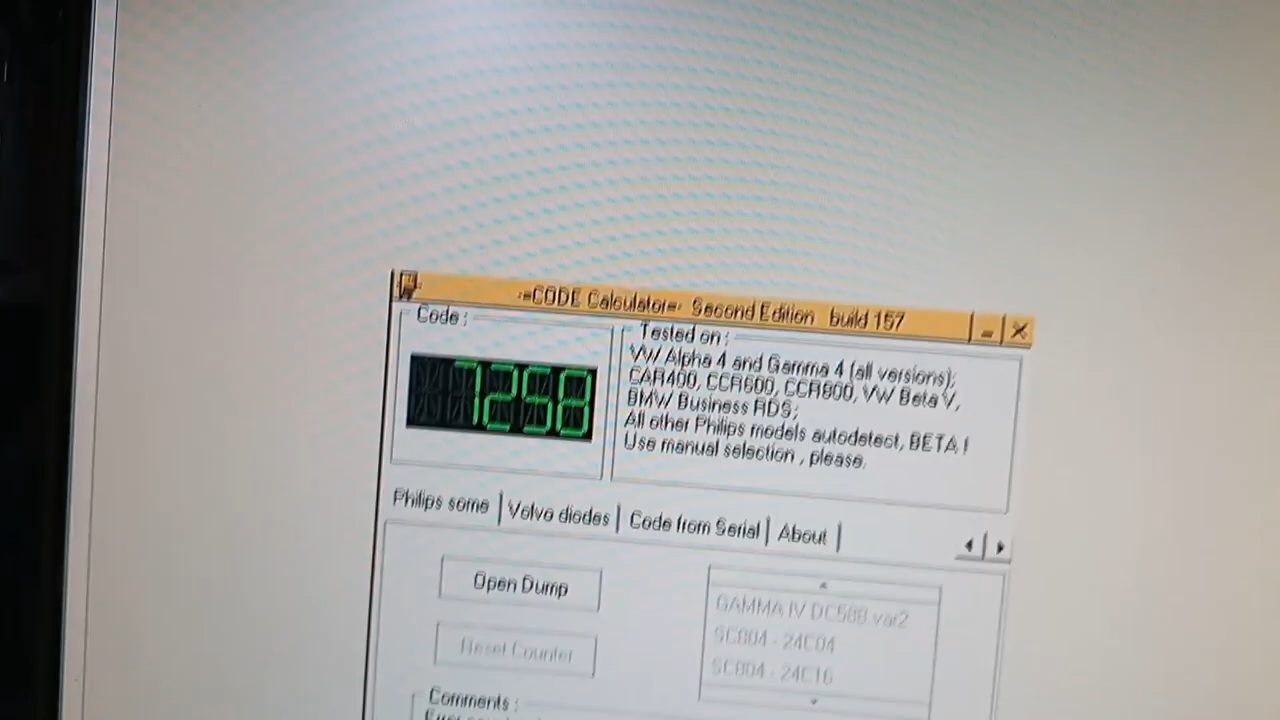 -=CODE Calculator=- Second Edition build 157
Code :
7258
Tested on :
VW Alpha 4 and Gamma 4 (all versions);
CAR400, CCR600, CCR800, VW Beta V,
BMW Business RDS;
All other Philips models autodetect, BETA !
Use manual selection , please.
Philips some
Volvo diodes
Code from Serial
About
Open Dump
Reset Counter
GAMMA IV DC588 var2
SC804 - 24C04
SC804 - 24C16
Comments :